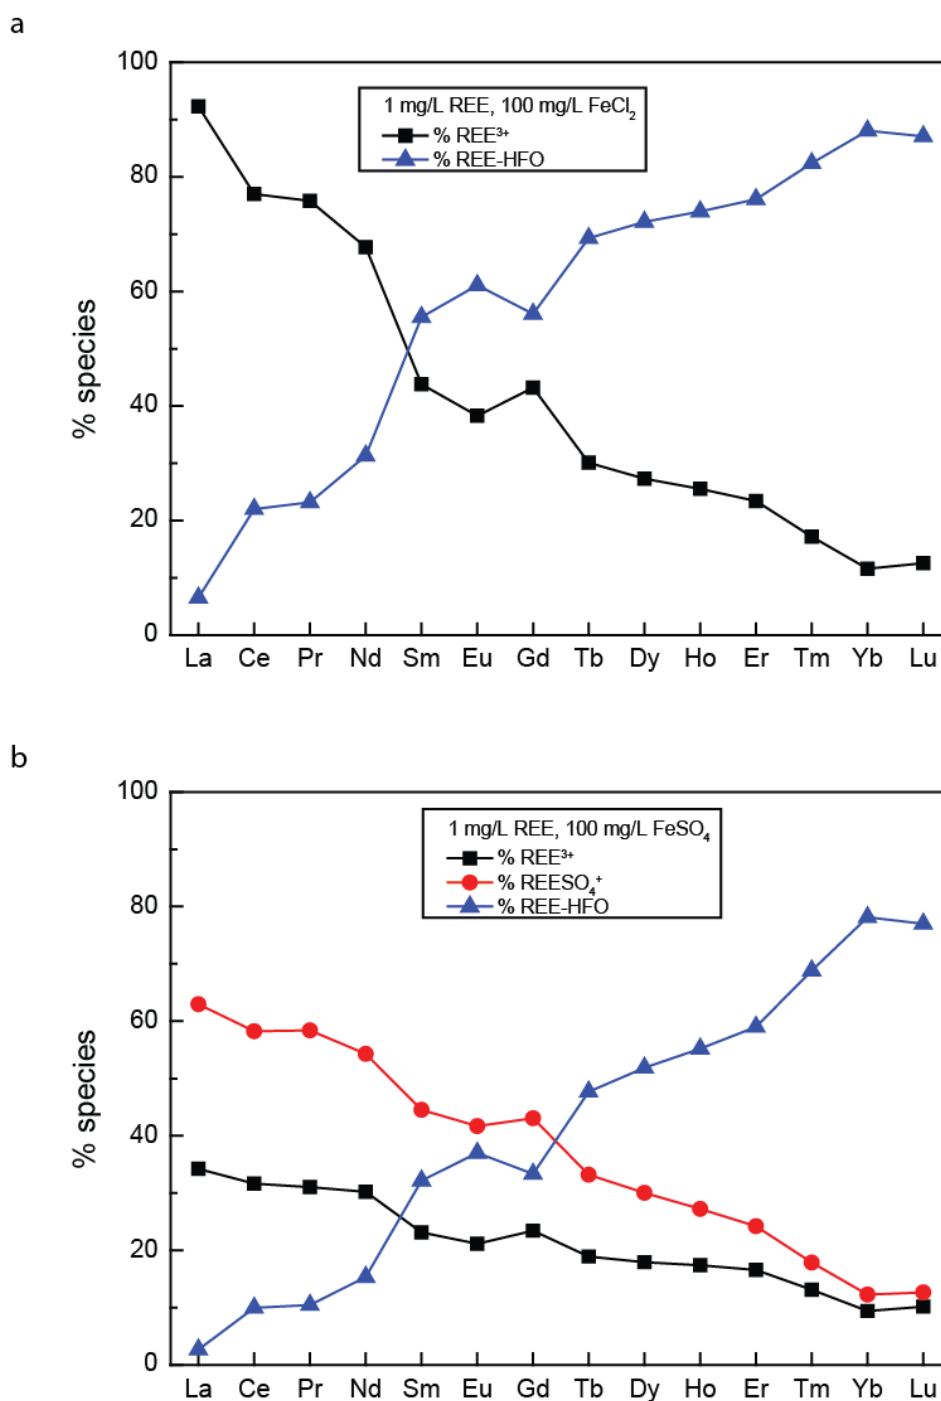 a
100
80
60
40
20
0
% species
1 mg/L REE, 100 mg/L FeCl₂
% REE³⁺
% REE-HFO
La Ce Pr Nd Sm Eu Gd Tb Dy Ho Er Tm Yb Lu
b
100
80
60
40
20
0
% species
1 mg/L REE, 100 mg/L FeSO₄
% REE³⁺
% REESO₄⁺
% REE-HFO
La Ce Pr Nd Sm Eu Gd Tb Dy Ho Er Tm Yb Lu